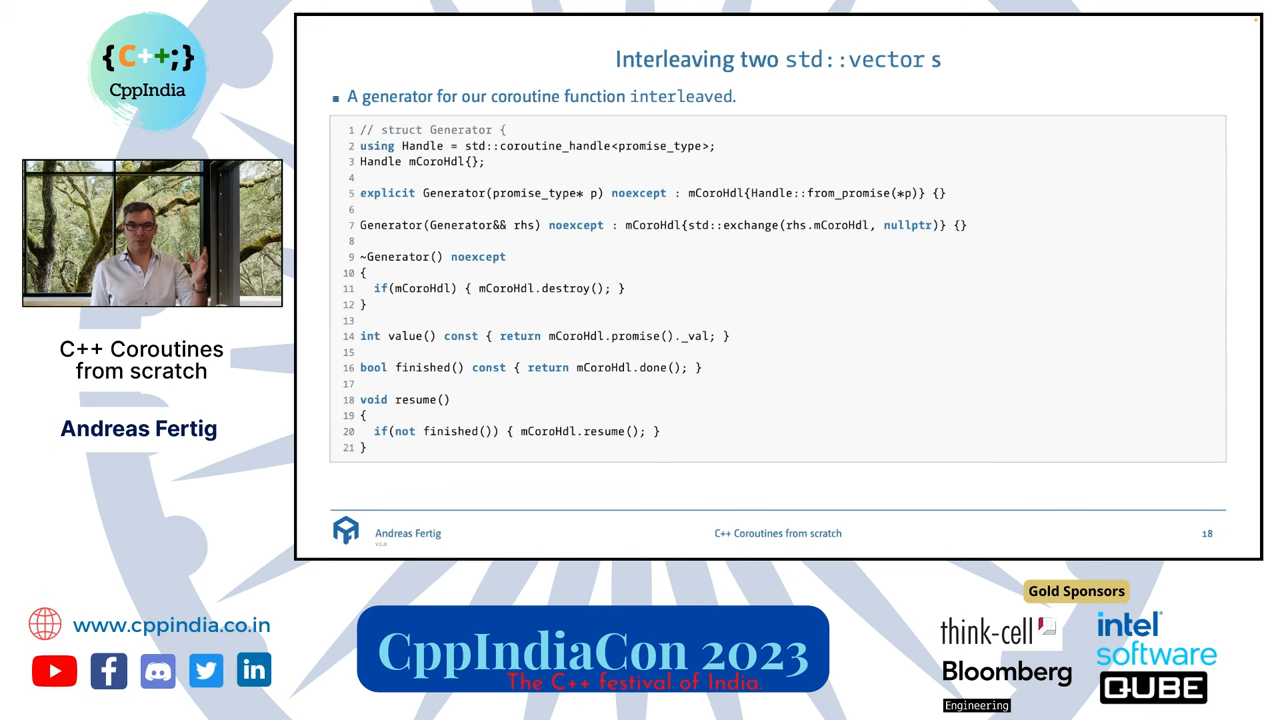 {C++;}
CppIndia
C++ Coroutines
from scratch
Andreas Fertig
Interleaving two std::vector s
■ A generator for our coroutine function interleaved.
1 // struct Generator {
2 using Handle = std::coroutine_handle<promise_type>;
3 Handle mCoroHdl{};
4
5 explicit Generator(promise_type* p) noexcept : mCoroHdl{Handle::from_promise(*p)} {}
6
7 Generator(Generator&& rhs) noexcept : mCoroHdl{std::exchange(rhs.mCoroHdl, nullptr)} {}
8
9 ~Generator() noexcept
10 {
11   if(mCoroHdl) { mCoroHdl.destroy(); }
12 }
13
14 int value() const { return mCoroHdl.promise()._val; }
15
16 bool finished() const { return mCoroHdl.done(); }
17
18 void resume()
19 {
20   if(not finished()) { mCoroHdl.resume(); }
21 }
Andreas Fertig
v1.0
C++ Coroutines from scratch
18
www.cppindia.co.in
CppIndiaCon 2023
The C++ festival of India.
Gold Sponsors
think-cell
intel
software
Bloomberg
Engineering
QUBE